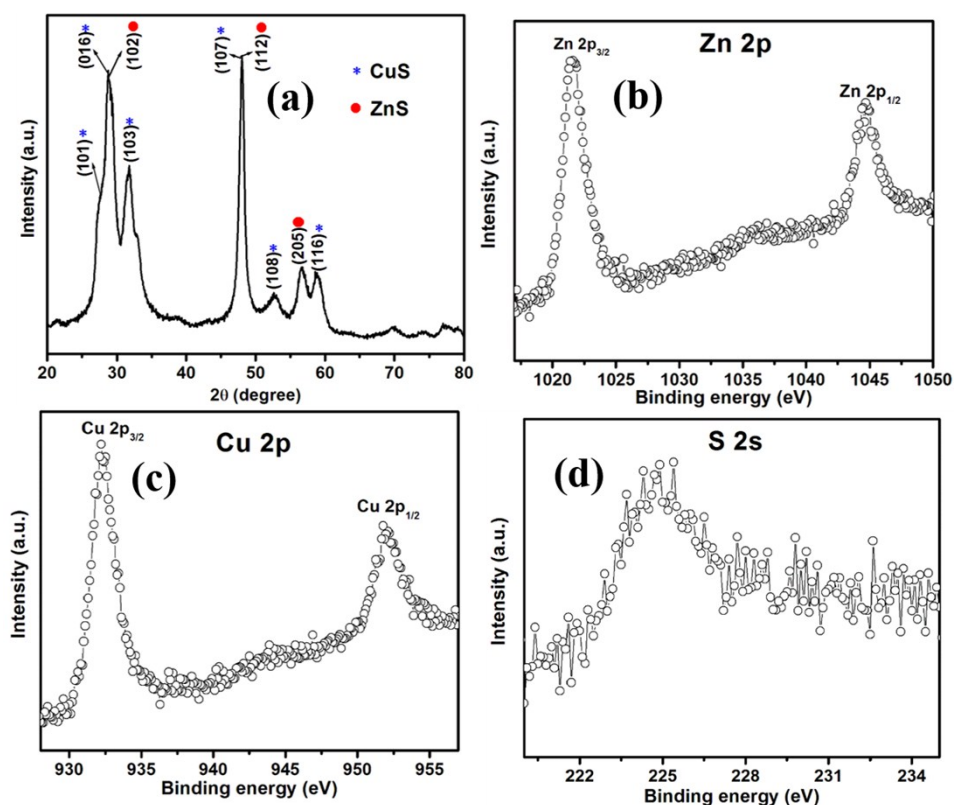 (016)*
(102)●
(101)*
(103)*
(107)*
(112)●
(108)*
(205)●
(116)*
(a)
* CuS
● ZnS
Intensity (a.u.)
20 30 40 50 60 70 80
2θ (degree)
Zn 2p
Zn 2p3/2
Zn 2p1/2
(b)
Intensity (a.u.)
1020 1025 1030 1035 1040 1045 1050
Binding energy (eV)
Cu 2p
Cu 2p3/2
Cu 2p1/2
(c)
Intensity (a.u.)
930 935 940 945 950 955
Binding energy (eV)
S 2s
(d)
Intensity (a.u.)
222 225 228 231 234
Binding energy (eV)